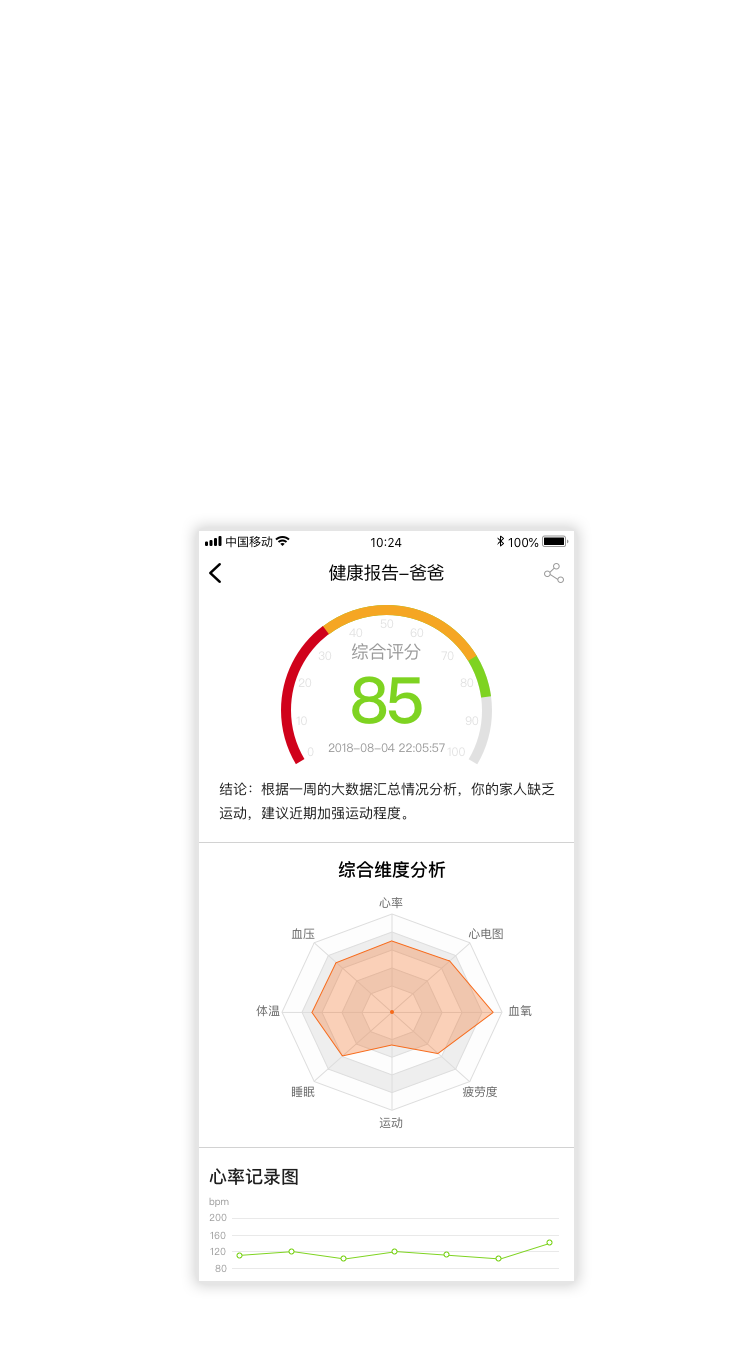 中国移动 10:24 100%
健康报告-爸爸
50
40 60
综合评分
30 70
20 80
85
10 90
2018-08-04 22:05:57
0 100
结论：根据一周的大数据汇总情况分析，你的家人缺乏
运动，建议近期加强运动程度。
综合维度分析
心率
血压 心电图
体温 血氧
睡眠 疲劳度
运动
心率记录图
bpm
200
160
120
80